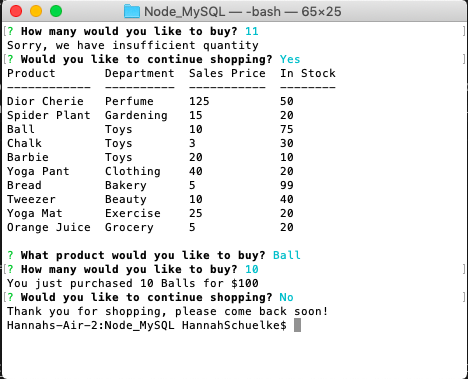 Node_MySQL — -bash — 65×25
[? How many would you like to buy? 11 ]
Sorry, we have insufficient quantity
[? Would you like to continue shopping? Yes ]
Product Department Sales Price In Stock
------------ ---------- ----------- --------
Dior Cherie Perfume 125 50
Spider Plant Gardening 15 20
Ball Toys 10 75
Chalk Toys 3 30
Barbie Toys 20 10
Yoga Pant Clothing 40 20
Bread Bakery 5 99
Tweezer Beauty 10 40
Yoga Mat Exercise 25 20
Orange Juice Grocery 5 20
? What product would you like to buy? Ball
[? How many would you like to buy? 10 ]
You just purchased 10 Balls for $100
[? Would you like to continue shopping? No ]
Thank you for shopping, please come back soon!
Hannahs-Air-2:Node_MySQL HannahSchuelke$